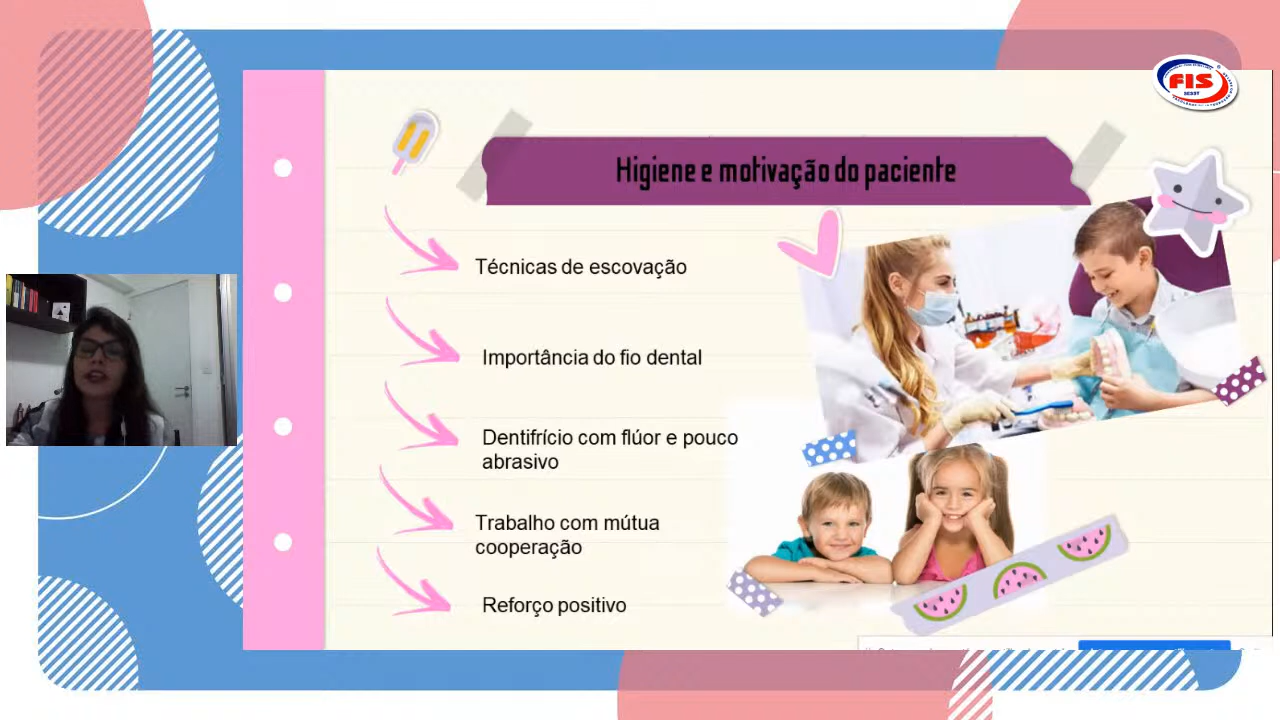 FIS
SESST
Higiene e motivação do paciente
Técnicas de escovação
Importância do fio dental
Dentifrício com flúor e pouco
abrasivo
Trabalho com mútua
cooperação
Reforço positivo